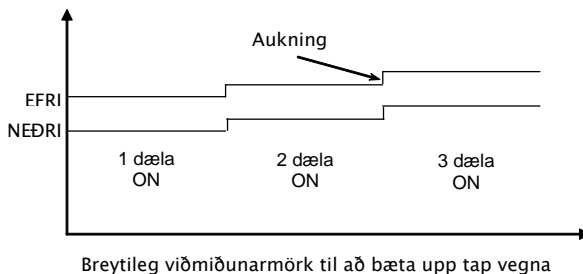 Aukning
EFRI
NEÐRI
1 dæla
ON
2 dæla
ON
3 dæla
ON
Breytileg viðmiðunarmörk til að bæta upp tap vegna